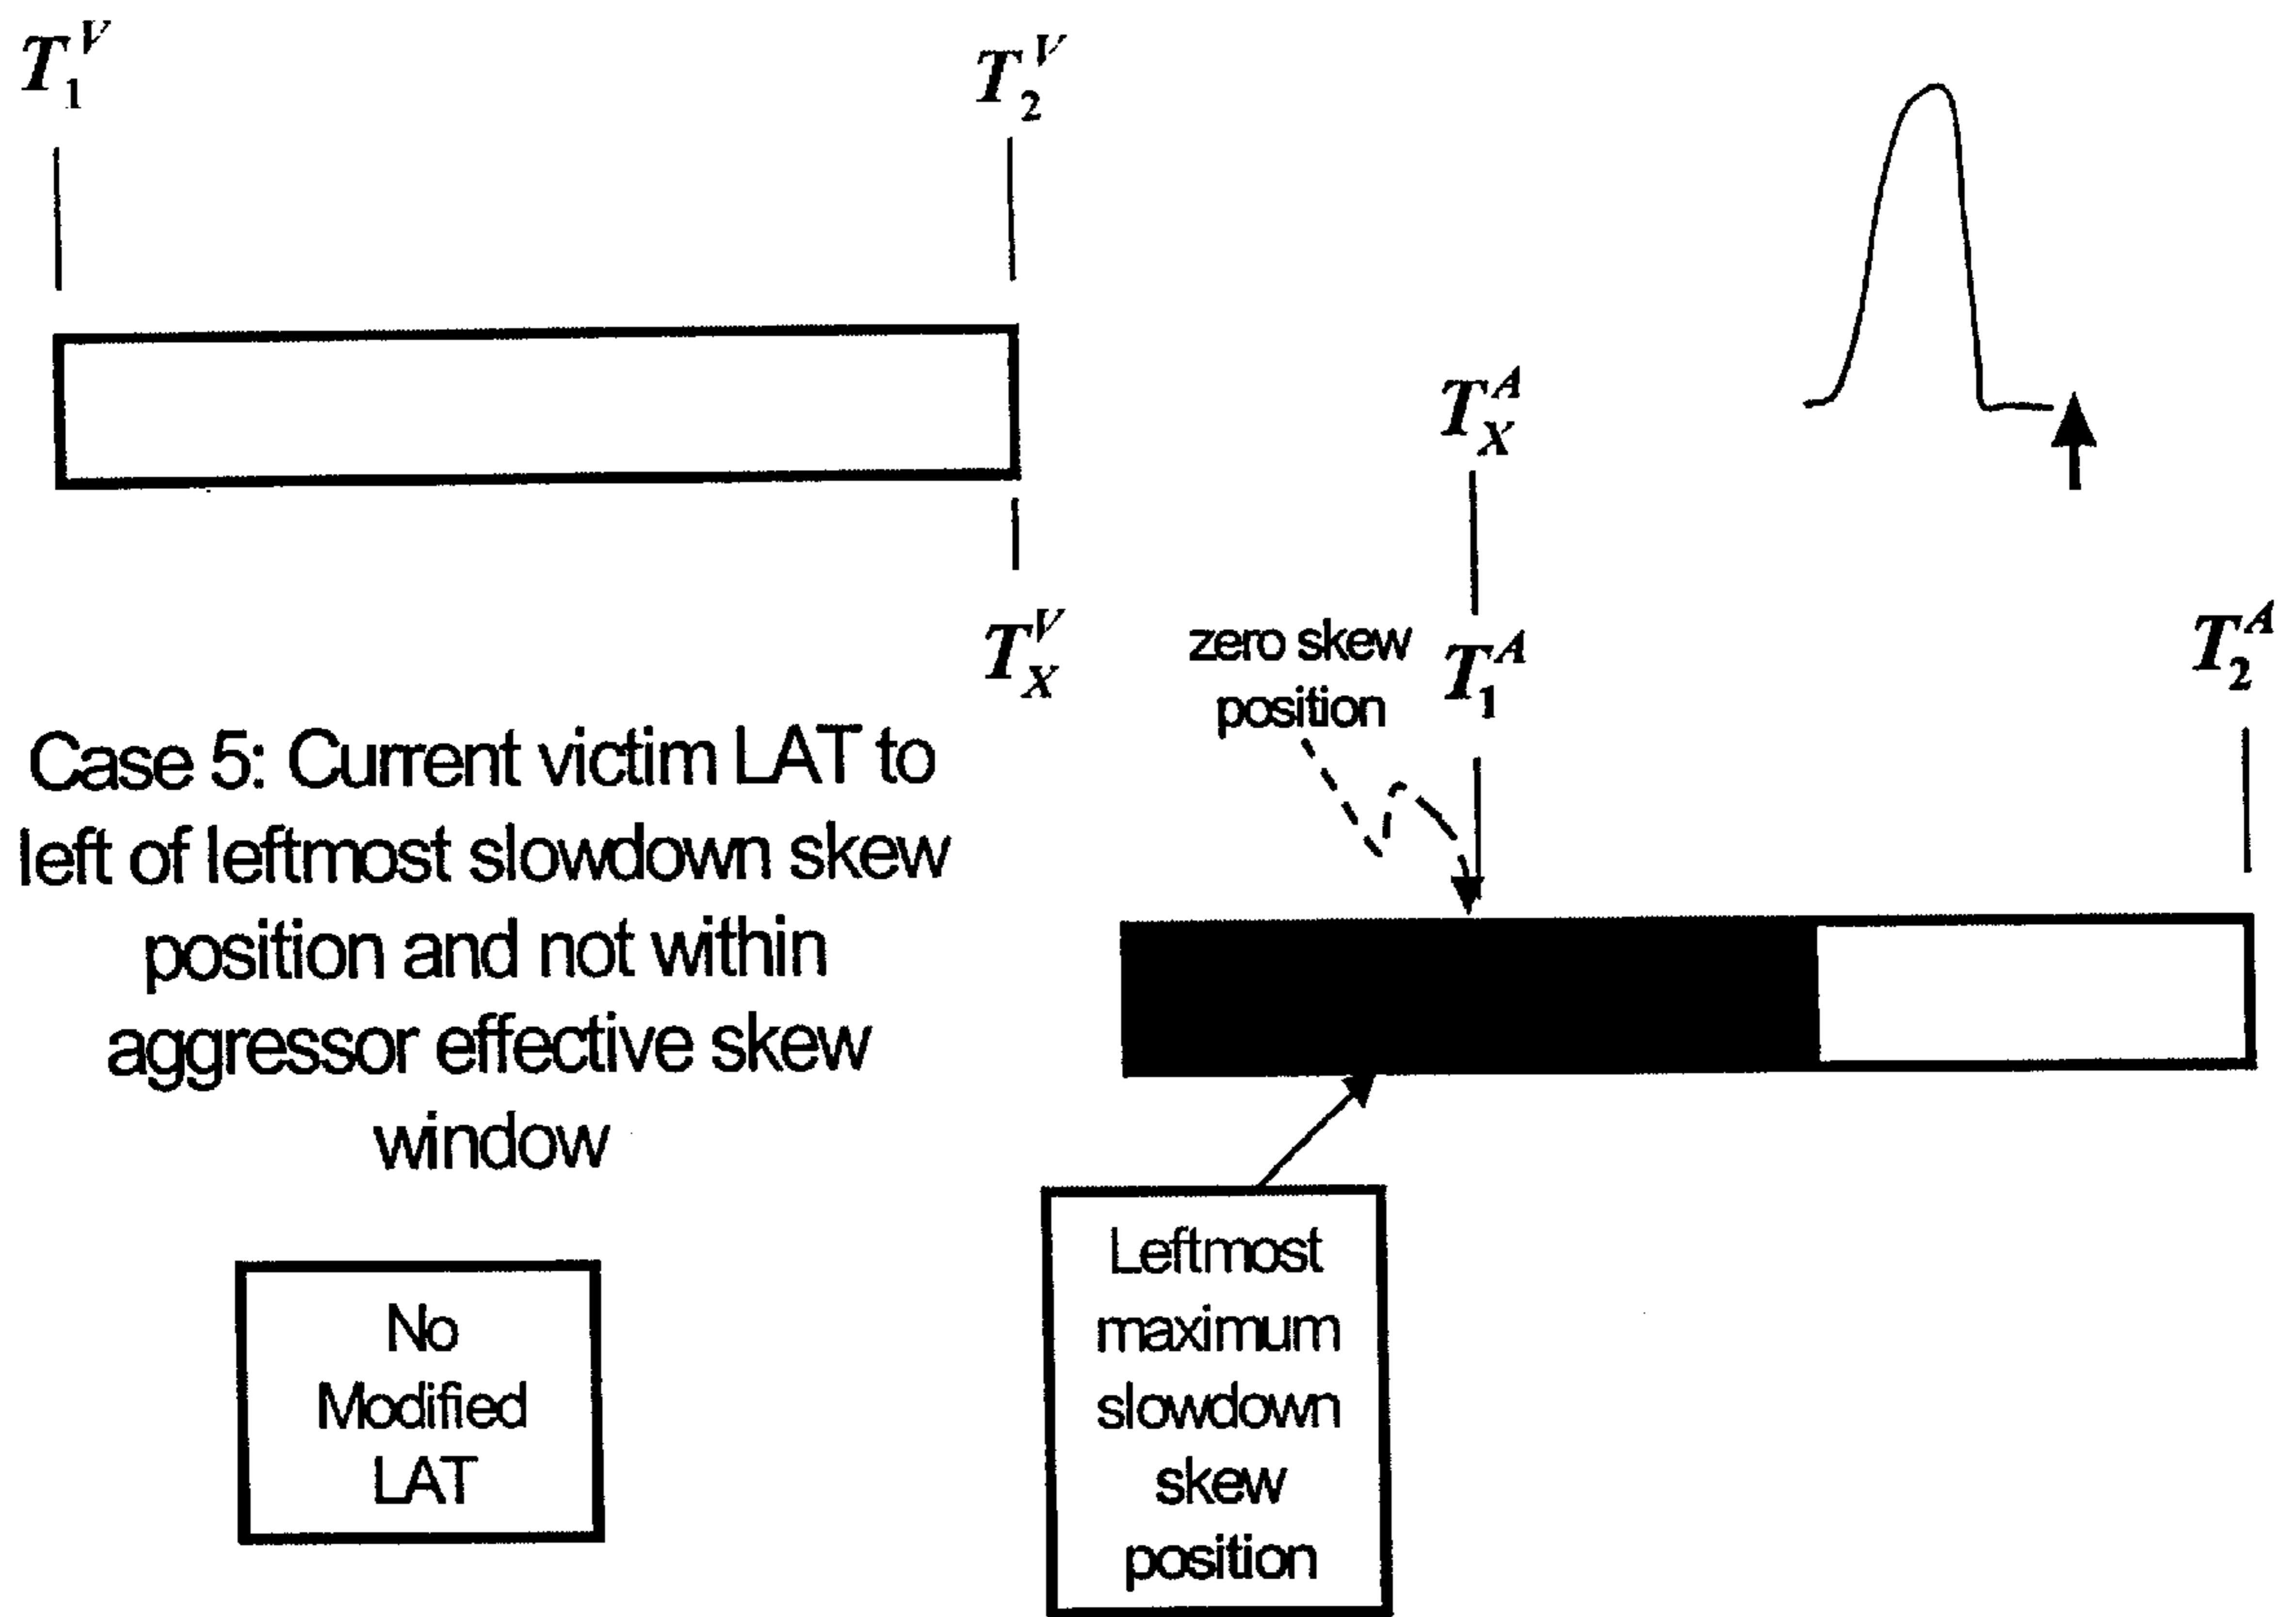 T₁ⱽ
T₂ⱽ
Tₓᴬ
Tₓⱽ
zero skew
position
T₁ᴬ
T₂ᴬ
Case 5: Current victim LAT to
left of leftmost slowdown skew
position and not within
aggressor effective skew
window
No
Modified
LAT
Leftmost
maximum
slowdown
skew
position